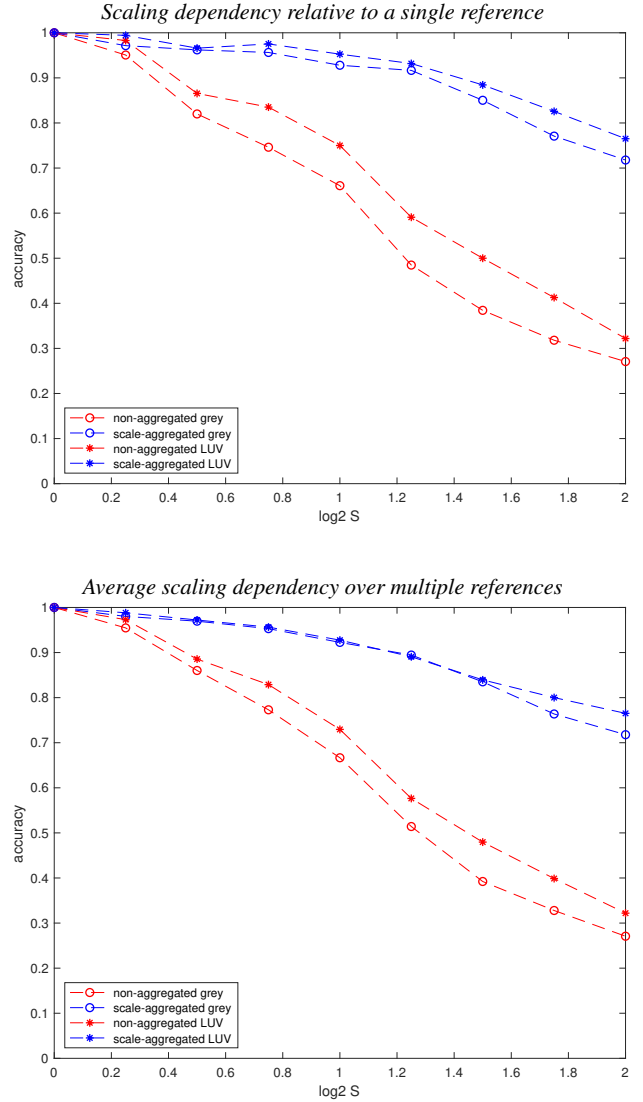 Scaling dependency relative to a single reference
1
0.9
0.8
0.7
0.6
0.5
0.4
0.3
0.2
0.1
0
accuracy
non-aggregated grey
scale-aggregated grey
non-aggregated LUV
scale-aggregated LUV
0 0.2 0.4 0.6 0.8 1 1.2 1.4 1.6 1.8 2
log2 S
Average scaling dependency over multiple references
1
0.9
0.8
0.7
0.6
0.5
0.4
0.3
0.2
0.1
0
accuracy
non-aggregated grey
scale-aggregated grey
non-aggregated LUV
scale-aggregated LUV
0 0.2 0.4 0.6 0.8 1 1.2 1.4 1.6 1.8 2
log2 S